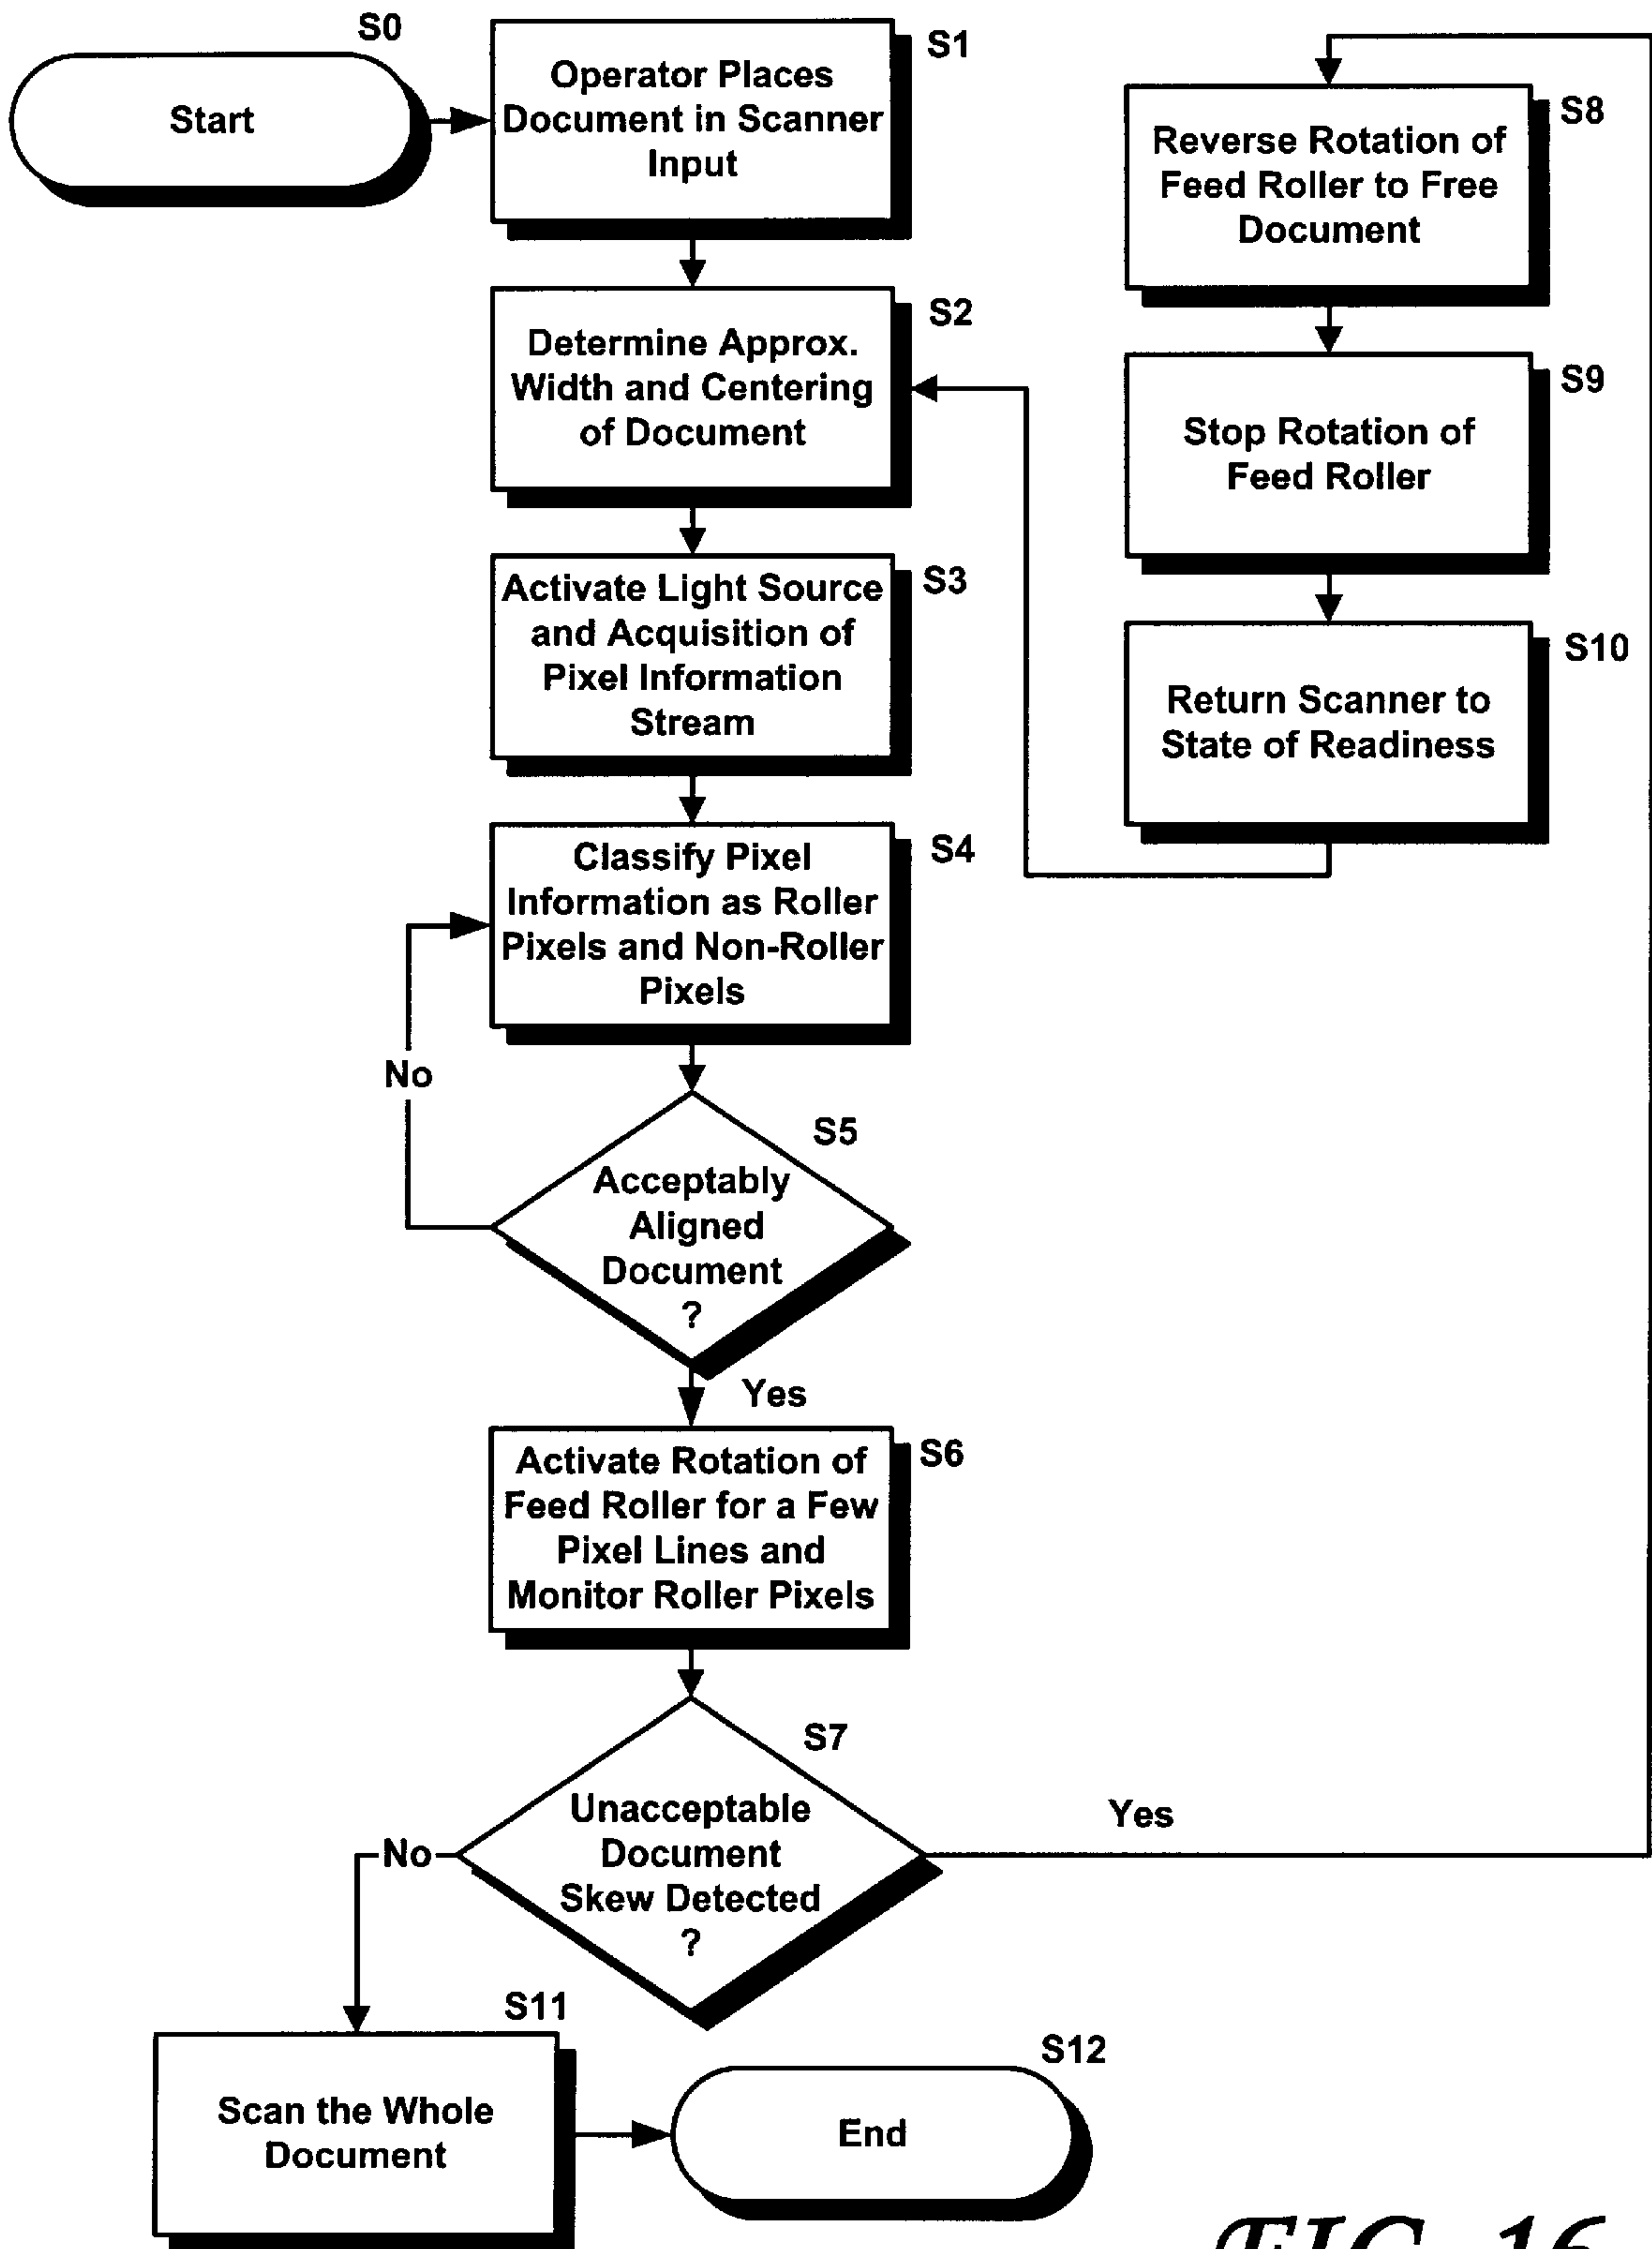 S0
Start
S1
Operator Places
Document in Scanner
Input
S2
Determine Approx.
Width and Centering
of Document
S3
Activate Light Source
and Acquisition of
Pixel Information
Stream
S4
Classify Pixel
Information as Roller
Pixels and Non-Roller
Pixels
No
S5
Acceptably
Aligned
Document
?
Yes
S6
Activate Rotation of
Feed Roller for a Few
Pixel Lines and
Monitor Roller Pixels
S7
Unacceptable
Document
Skew Detected
?
No
Yes
S8
Reverse Rotation of
Feed Roller to Free
Document
S9
Stop Rotation of
Feed Roller
S10
Return Scanner to
State of Readiness
S11
Scan the Whole
Document
S12
End
FIG. 16